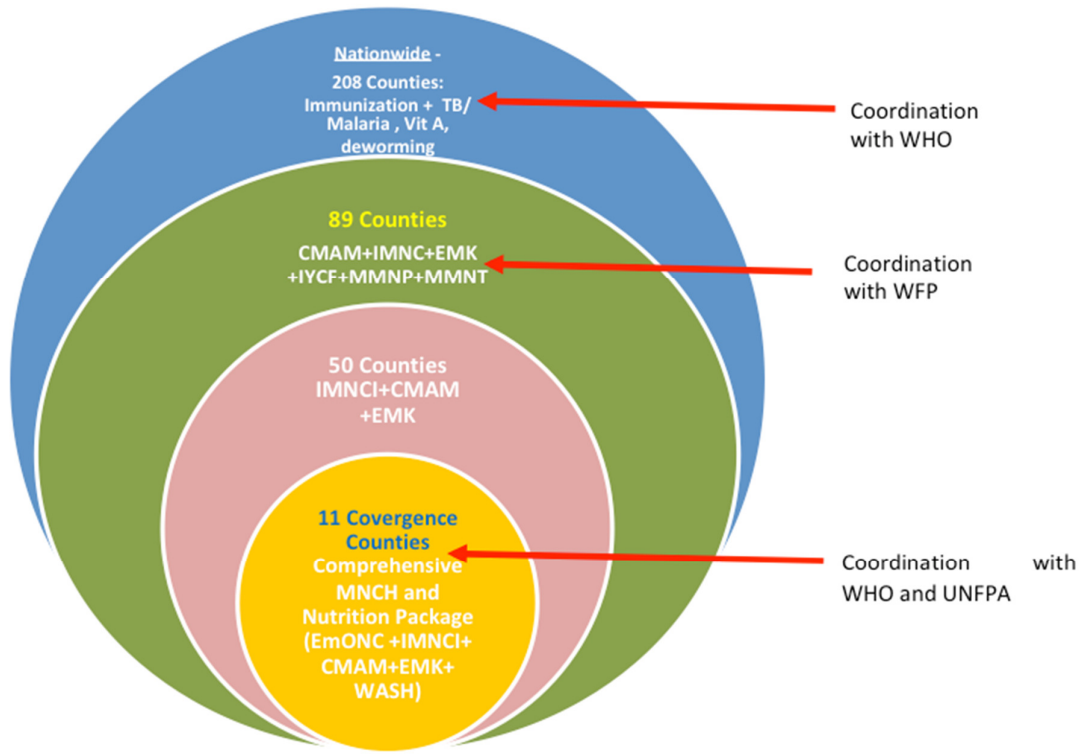 Nationwide -
208 Counties:
Immunization + TB/
Malaria , Vit A,
deworming
Coordination
with WHO
89 Counties
CMAM+IMNC+EMK
+IYCF+MMNP+MMNT
Coordination
with WFP
50 Counties
IMNCI+CMAM
+EMK
11 Covergence
Counties
Comprehensive
MNCH and
Nutrition Package
(EmONC +IMNCI+
CMAM+EMK+
WASH)
Coordination with
WHO and UNFPA